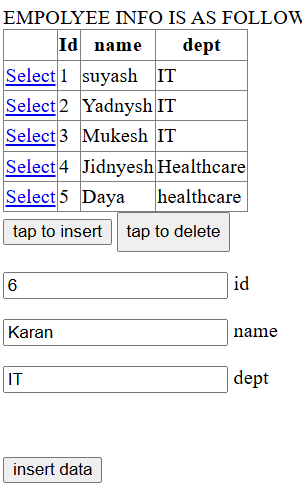 EMPOLYEE INFO IS AS FOLLOW
Id name dept
Select 1 suyash IT
Select 2 Yadnysh IT
Select 3 Mukesh IT
Select 4 Jidnyesh Healthcare
Select 5 Daya healthcare
tap to insert tap to delete
6 id
Karan name
IT dept
insert data